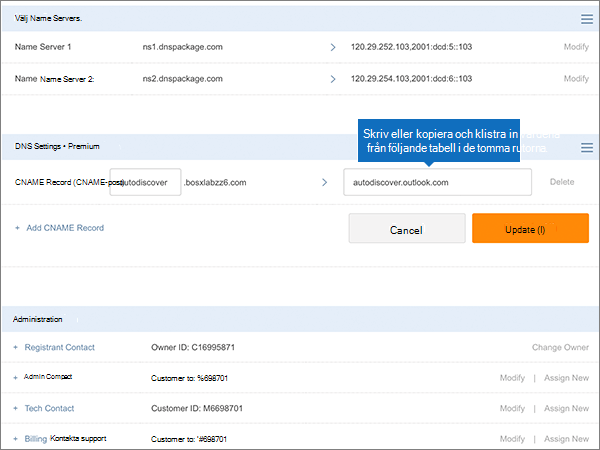 Välj Name Servers.
Name Server 1 ns1.dnspackage.com > 120.29.252.103,2001:dcd:5::103 Modify
Name Name Server 2: ns2.dnspackage.com > 120.29.254.103,2001:dcd:6::103 Modify
Skriv eller kopiera och klistra in
från följande tabell i de tomma rutorna.
DNS Settings • Premium
CNAME Record (CNAME-post) autodiscover .bosxlabzz6.com > autodiscover.outlook.com Delete
+ Add CNAME Record Cancel Update (I)
Administration
+ Registrant Contact Owner ID: C16995871 Change Owner
+ Admin Compact Customer to: %698701 Modify | Assign New
+ Tech Contact Customer ID: M6698701 Modify | Assign New
+ Billing Kontakta support Customer to: '#698701 Modify | Assign New